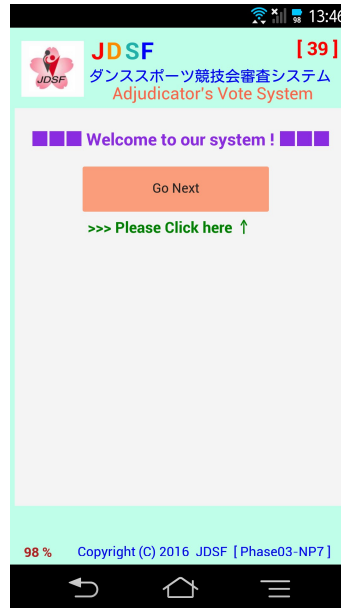 98 13:46
JDSF [ 39 ]
JDSF
ダンススポーツ競技会審査システム
Adjudicator's Vote System
■■■ Welcome to our system ! ■■■
Go Next
>>> Please Click here ↑
98 % Copyright (C) 2016 JDSF [ Phase03-NP7 ]